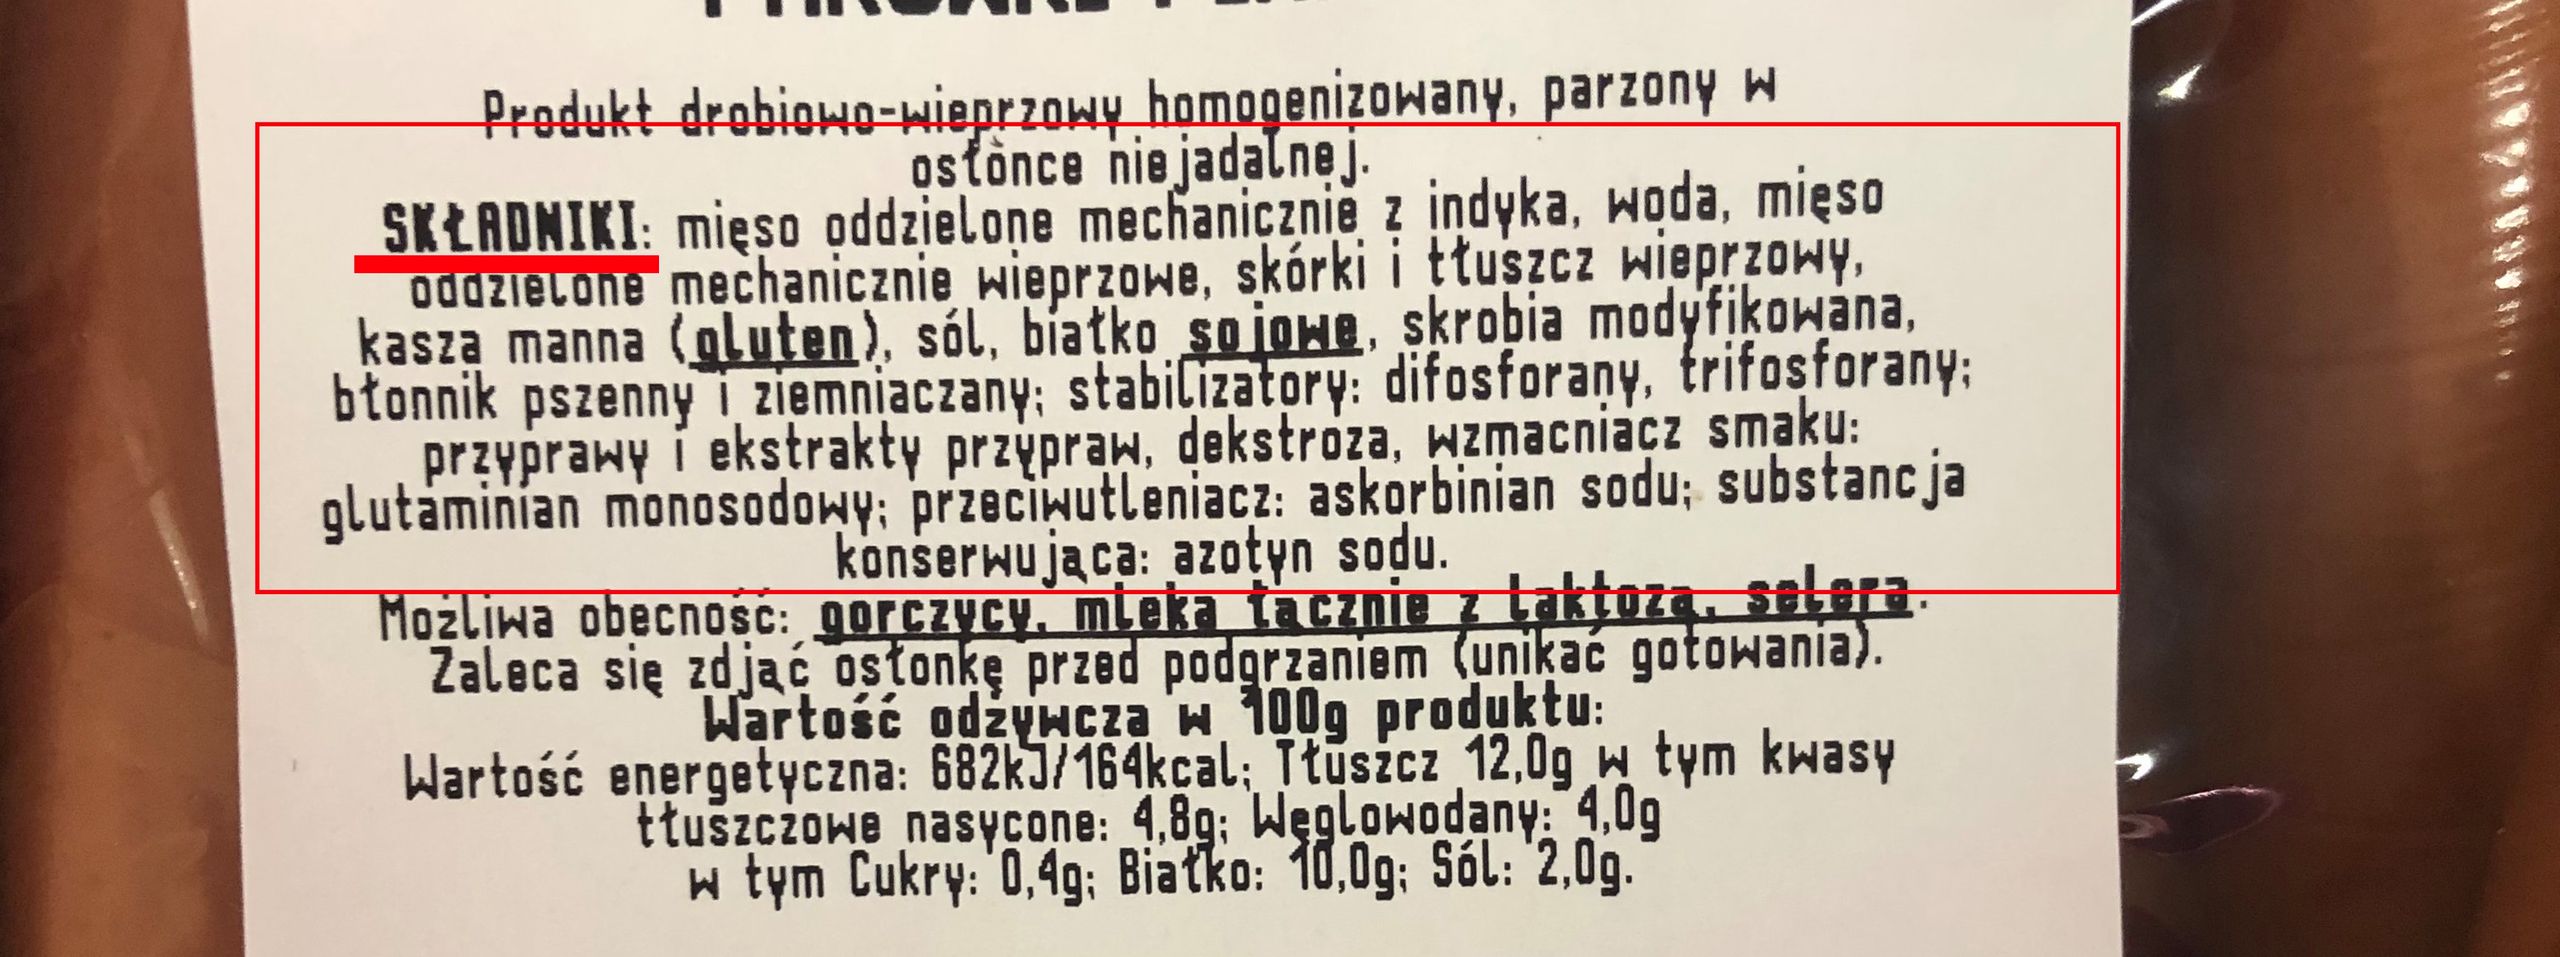 Produkt drobiowo-wieprzowy homogenizowany, parzony w
osłonce niejadalnej.
SKŁADNIKI: mięso oddzielone mechanicznie z indyka, woda, mięso
oddzielone mechanicznie wieprzowe, skórki i tłuszcz wieprzowy,
kasza manna (gluten), sól, białko sojowe, skrobia modyfikowana,
błonnik pszenny i ziemniaczany; stabilizatory: difosforany, trifosforany;
przyprawy i ekstrakty przypraw, dekstroza, wzmacniacz smaku:
glutaminian monosodowy; przeciwutleniacz: askorbinian sodu; substancja
konserwująca: azotyn sodu.
Możliwa obecność: gorczycy, mleka łącznie z laktozą, selera.
Zaleca się zdjąć osłonkę przed podgrzaniem (unikać gotowania).
Wartość odżywcza w 100g produktu:
Wartość energetyczna: 682kJ/164kcal; Tłuszcz 12,0g w tym kwasy
tłuszczowe nasycone: 4,8g; Węglowodany: 4,0g
w tym Cukry: 0,4g; Białko: 10,0g; Sól: 2,0g.